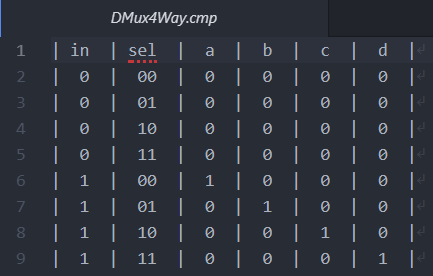 DMux4Way.cmp
1 | in | sel | a | b | c | d |
2 | 0 | 00 | 0 | 0 | 0 | 0 |
3 | 0 | 01 | 0 | 0 | 0 | 0 |
4 | 0 | 10 | 0 | 0 | 0 | 0 |
5 | 0 | 11 | 0 | 0 | 0 | 0 |
6 | 1 | 00 | 1 | 0 | 0 | 0 |
7 | 1 | 01 | 0 | 1 | 0 | 0 |
8 | 1 | 10 | 0 | 0 | 1 | 0 |
9 | 1 | 11 | 0 | 0 | 0 | 1 |